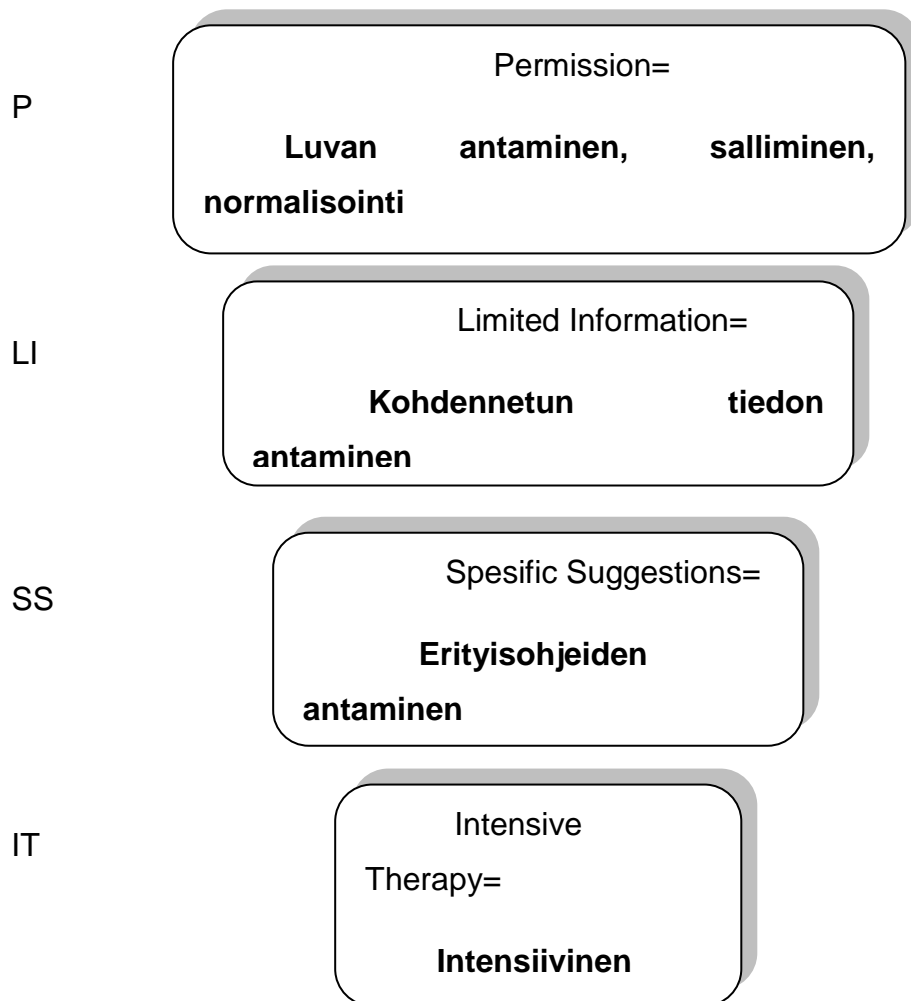 P
Permission=
Luvan antaminen, salliminen,
normalisointi
LI
Limited Information=
Kohdennetun tiedon
antaminen
SS
Spesific Suggestions=
Erityisohjeiden
antaminen
IT
Intensive
Therapy=
Intensiivinen